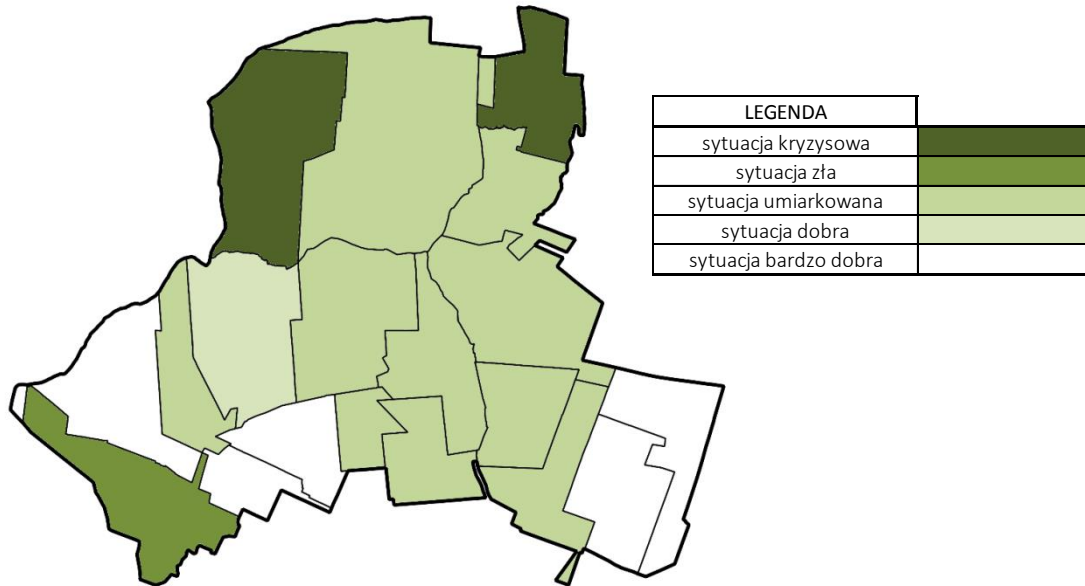 LEGENDA
sytuacja kryzysowa
sytuacja zła
sytuacja umiarkowana
sytuacja dobra
sytuacja bardzo dobra